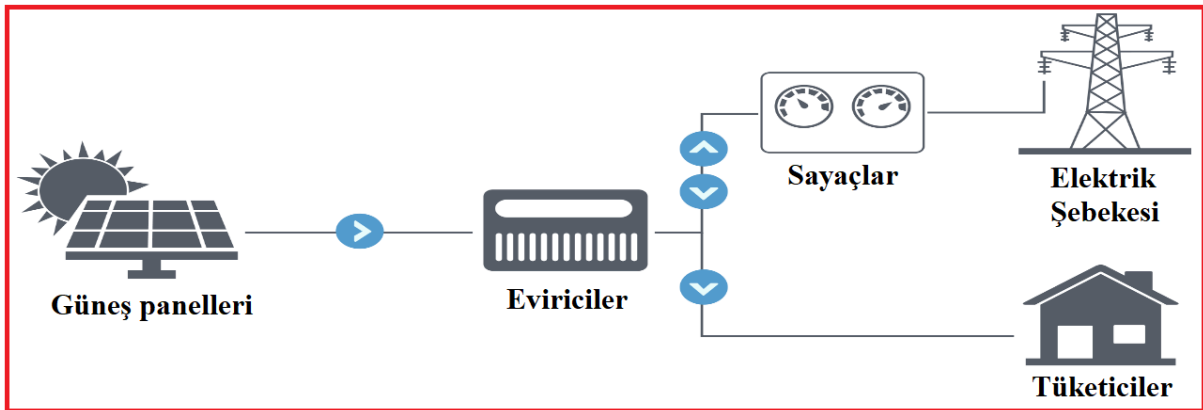 Güneş panelleri
Eviriciler
Sayaçlar
Elektrik
Şebekesi
Tüketiciler